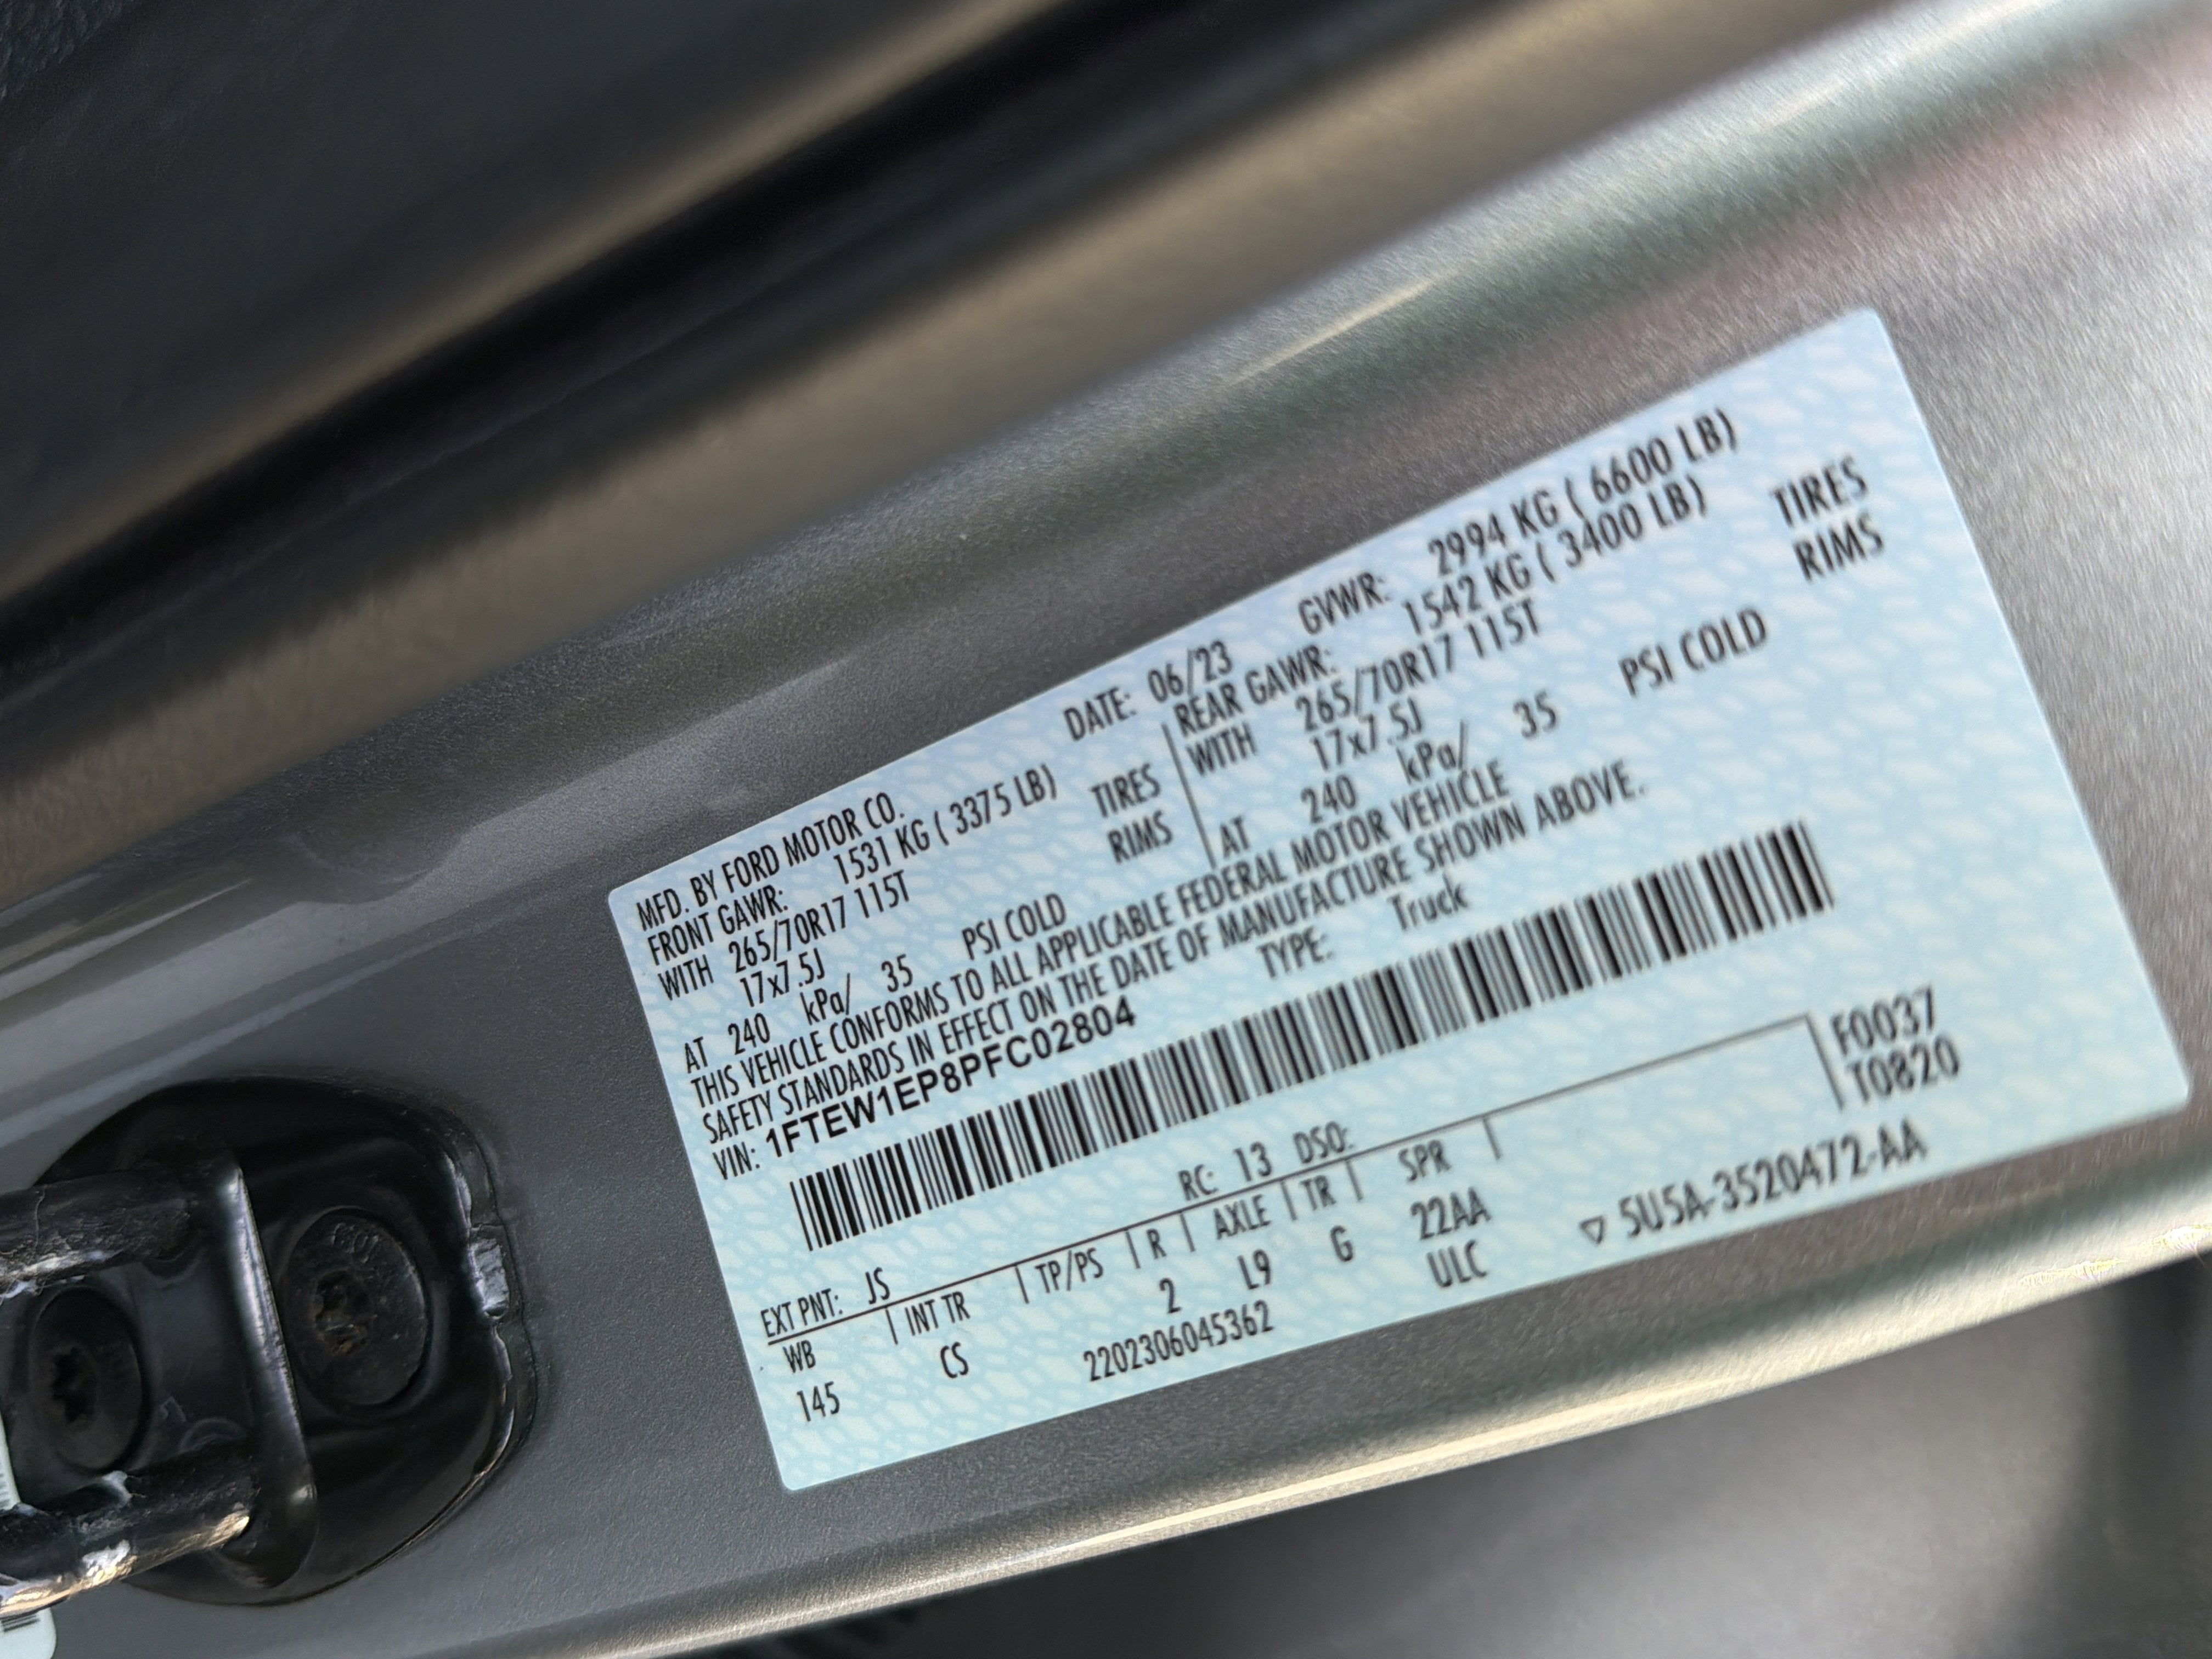 MFD. BY FORD MOTOR CO. DATE: 06/23 GVWR: 2994 KG ( 6600 LB)
FRONT GAWR: 1531 KG ( 3375 LB) REAR GAWR: 1542 KG ( 3400 LB)
WITH 265/70R17 115T TIRES WITH 265/70R17 115T TIRES
17x7.5J RIMS 17x7.5J RIMS
AT 240 kPa/ 35 PSI COLD AT 240 kPa/ 35 PSI COLD
THIS VEHICLE CONFORMS TO ALL APPLICABLE FEDERAL MOTOR VEHICLE
SAFETY STANDARDS IN EFFECT ON THE DATE OF MANUFACTURE SHOWN ABOVE.
VIN: 1FTEW1EP8PFC02804 TYPE: Truck
F0037
T0820
EXT PNT: JS RC: 13 DSO:
WB INT TR TP/PS R AXLE TR SPR
145 CS 2 L9 G 22AA
2202306045362 ULC
▽ 5U5A-3520472-AA